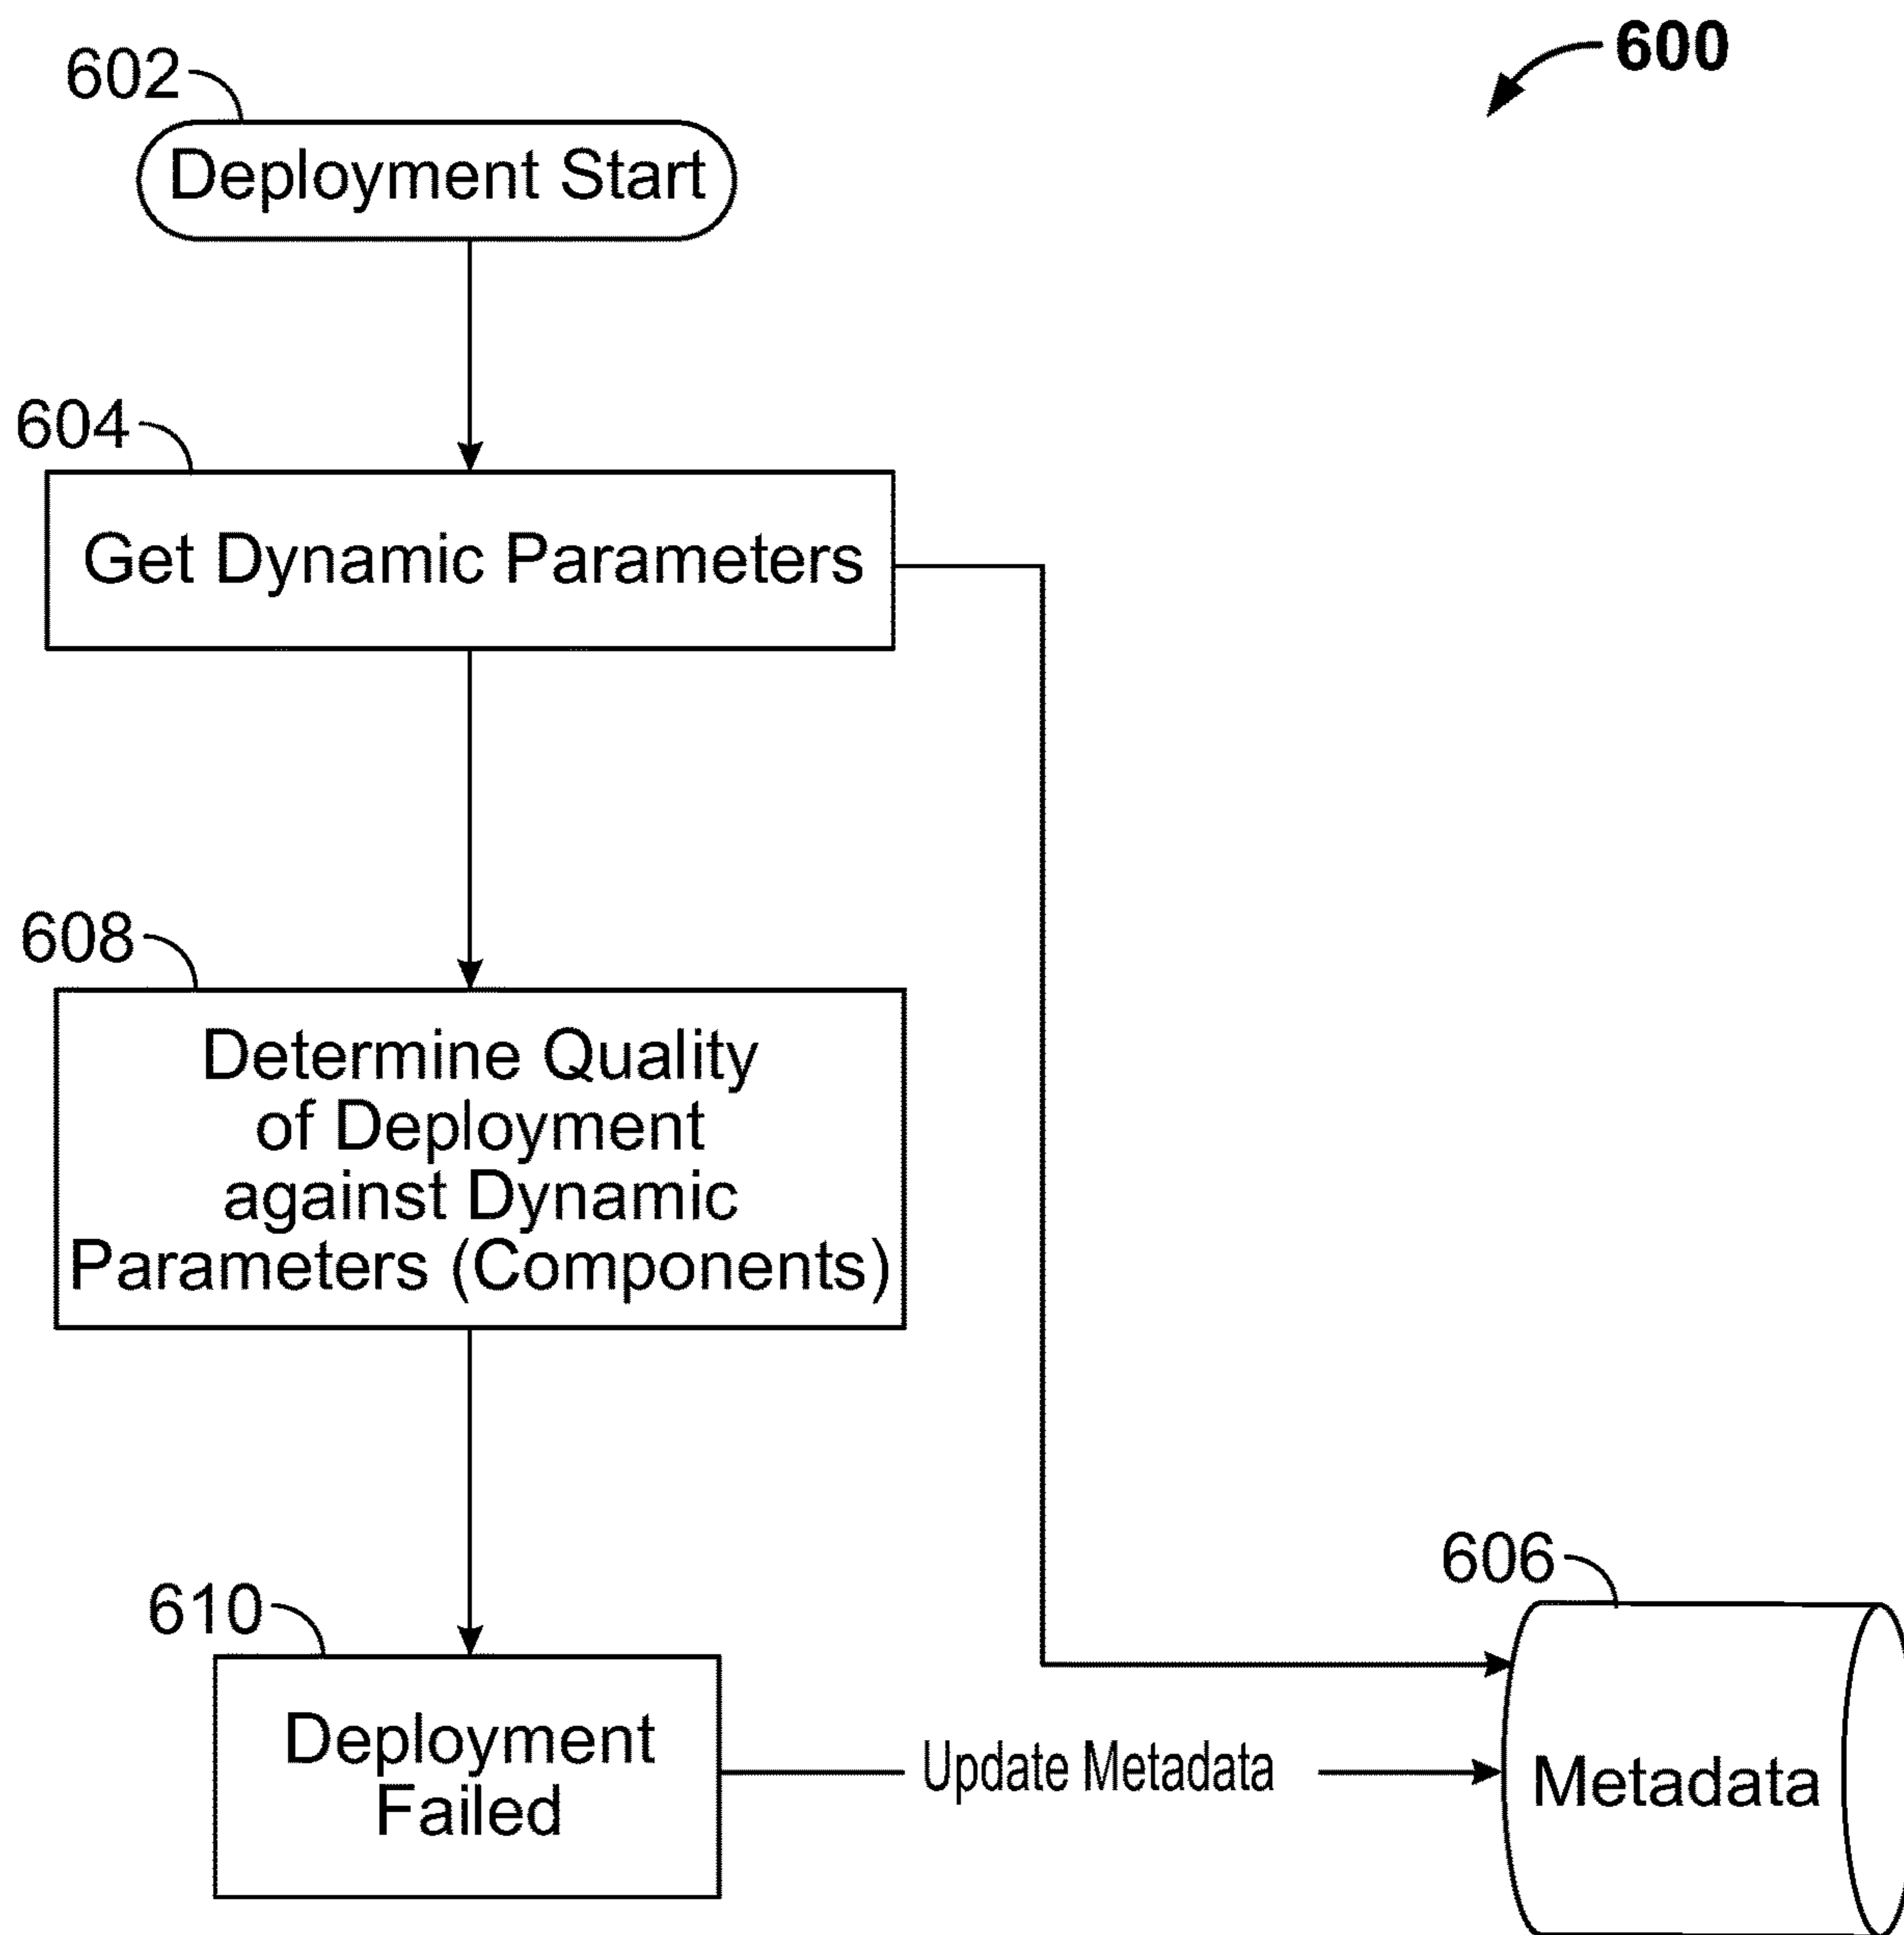 600
602
Deployment Start
604
Get Dynamic Parameters
608
Determine Quality
of Deployment
against Dynamic
Parameters (Components)
610
Deployment
Failed
Update Metadata
606
Metadata